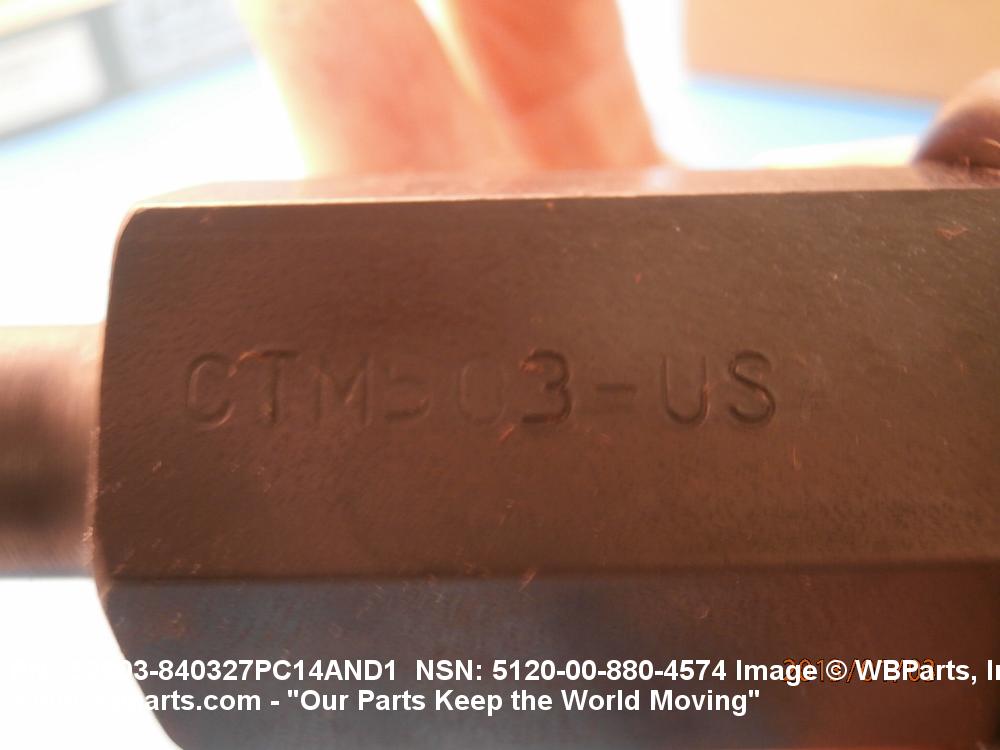 CTM503-US
3-840327PC14AND1 NSN: 5120-00-880-4574 Image © WBParts, In
parts.com - "Our Parts Keep the World Moving"